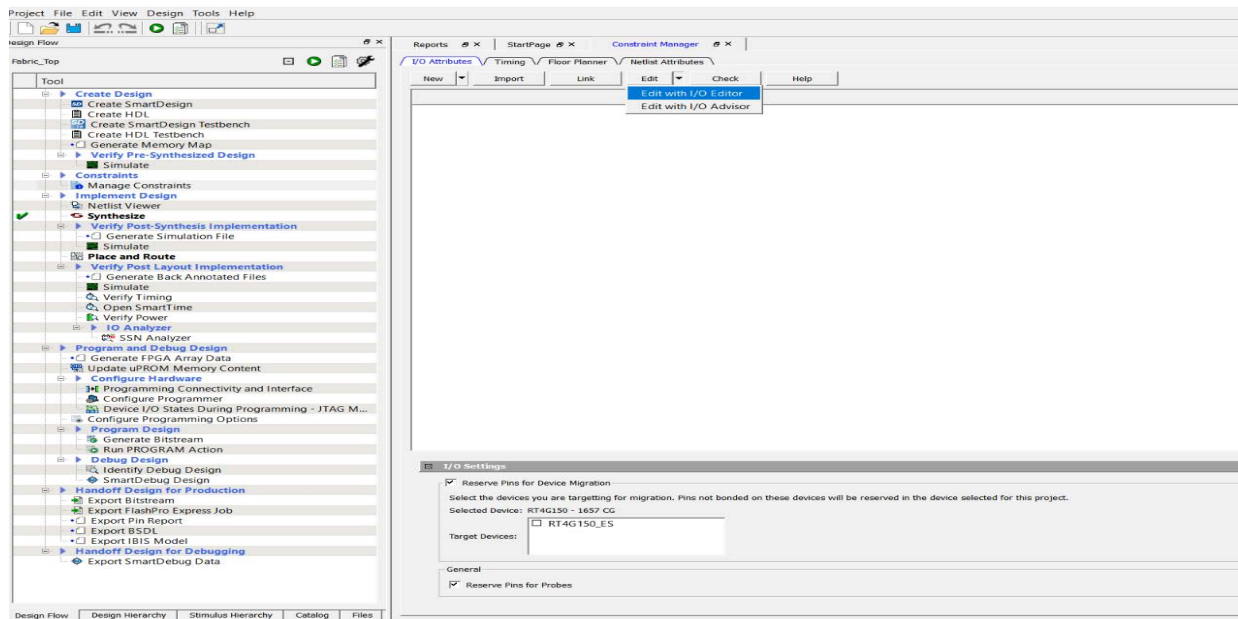 Project File Edit View Design Tools Help
esign Flow
Fabric_Top
Tool
Create Design
Create SmartDesign
Create HDL
Create SmartDesign Testbench
Create HDL Testbench
Generate Memory Map
Verify Pre-Synthesized Design
Simulate
Constraints
Manage Constraints
Implement Design
Netlist Viewer
Synthesize
Verify Post-Synthesis Implementation
Generate Simulation File
Simulate
Place and Route
Verify Post Layout Implementation
Generate Back Annotated Files
Simulate
Verify Timing
Open SmartTime
Verify Power
IO Analyzer
SSN Analyzer
Program and Debug Design
Generate FPGA Array Data
Update uPROM Memory Content
Configure Hardware
Programming Connectivity and Interface
Configure Programmer
Device I/O States During Programming - JTAG M...
Configure Programming Options
Program Design
Generate Bitstream
Run PROGRAM Action
Debug Design
Identify Debug Design
SmartDebug Design
Handoff Design for Production
Export Bitstream
Export FlashPro Express Job
Export Pin Report
Export BSDL
Export IBIS Model
Handoff Design for Debugging
Export SmartDebug Data
Design Flow Design Hierarchy Stimulus Hierarchy Catalog Files
Reports StartPage Constraint Manager
I/O Attributes Timing Floor Planner Netlist Attributes
New Import Link Edit Check Help
Edit with I/O Editor
Edit with I/O Advisor
I/O Settings
Reserve Pins for Device Migration
Select the devices you are targetting for migration. Pins not bonded on these devices will be reserved in the device selected for this project.
Selected Device: RT4G150 - 1657 CG
RT4G150_ES
Target Devices:
General
Reserve Pins for Probes